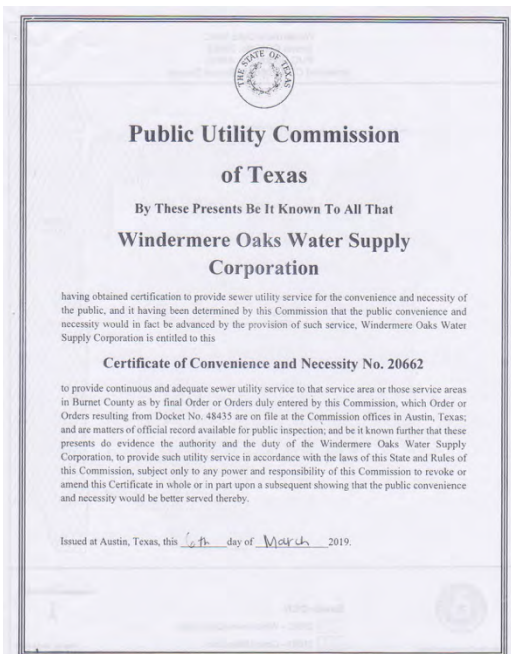 THE STATE OF TEXAS
Public Utility Commission
of Texas
By These Presents Be It Known To All That
Windermere Oaks Water Supply
Corporation
having obtained certification to provide sewer utility service for the convenience and necessity of
the public, and it having been determined by this Commission that the public convenience and
necessity would in fact be advanced by the provision of such service, Windermere Oaks Water
Supply Corporation is entitled to this
Certificate of Convenience and Necessity No. 20662
to provide continuous and adequate sewer utility service to that service area or those service areas
in Burnet County as by final Order or Orders duly entered by this Commission, which Order or
Orders resulting from Docket No. 48435 are on file at the Commission offices in Austin, Texas;
and are matters of official record available for public inspection; and be it known further that these
presents do evidence the authority and the duty of the Windermere Oaks Water Supply
Corporation, to provide such utility service in accordance with the laws of this State and Rules of
this Commission, subject only to any power and responsibility of this Commission to revoke or
amend this Certificate in whole or in part upon a subsequent showing that the public convenience
and necessity would be better served thereby.
Issued at Austin, Texas, this 6th day of March 2019.